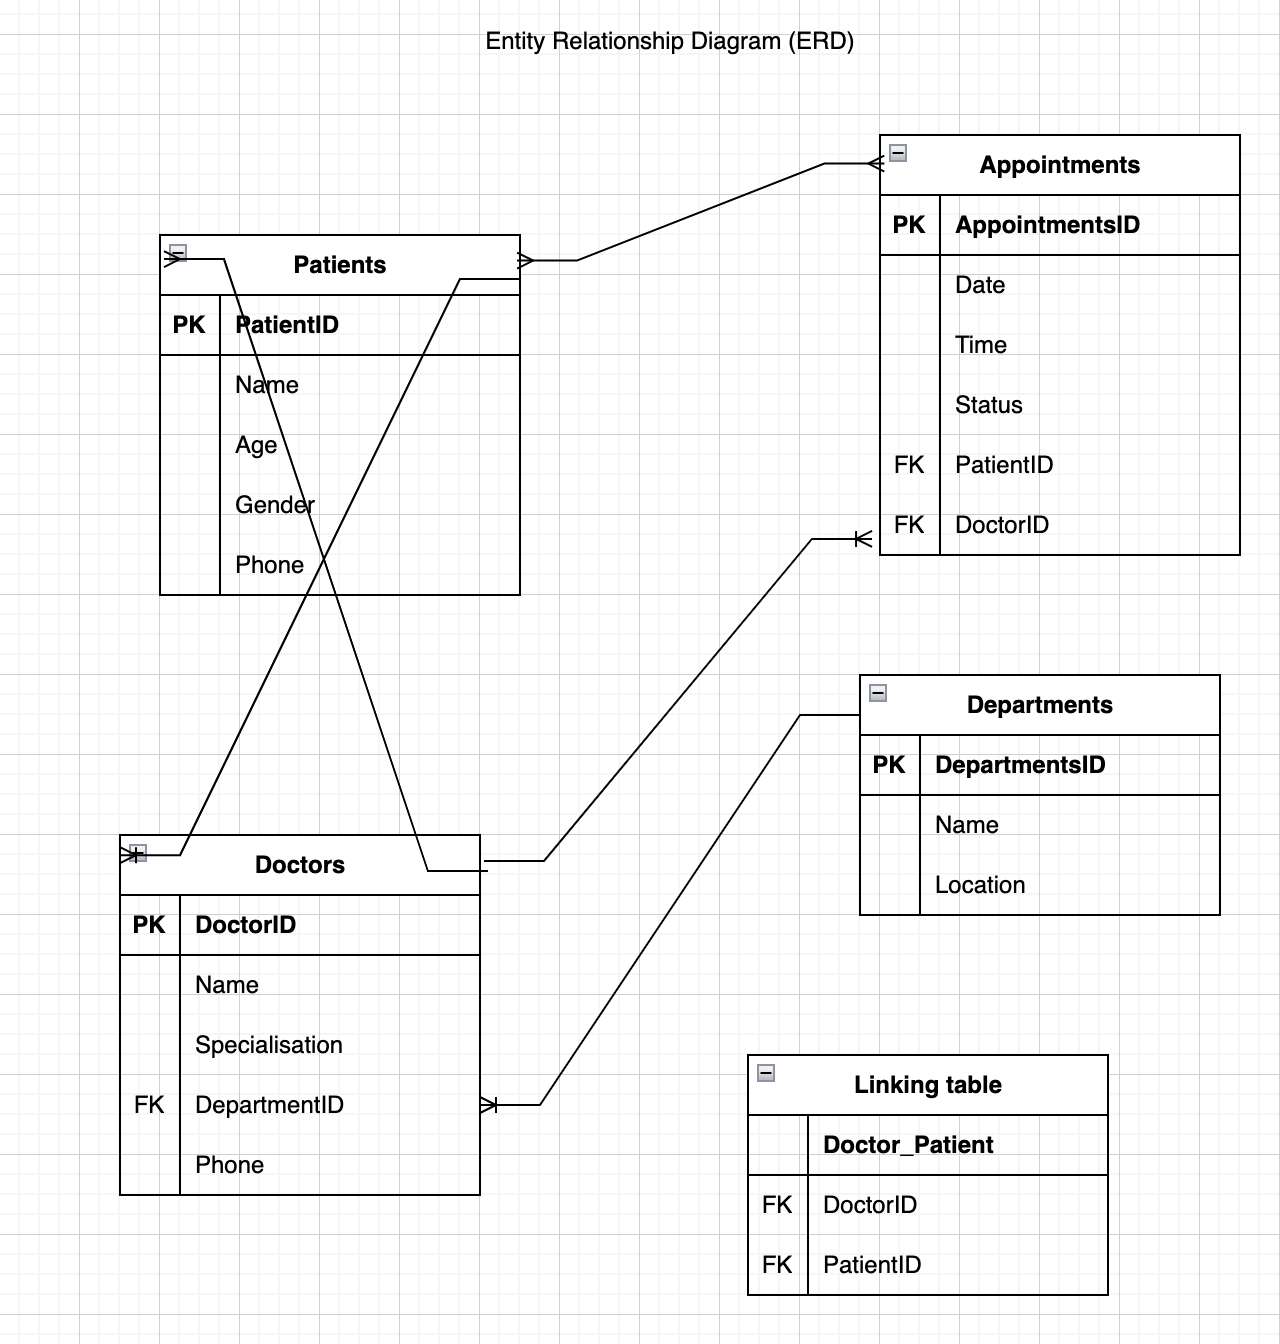 Entity Relationship Diagram (ERD)
Appointments
PK AppointmentsID
Date
Time
Status
FK PatientID
FK DoctorID
Patients
PK PatientID
Name
Age
Gender
Phone
Departments
PK DepartmentsID
Name
Location
Doctors
PK DoctorID
Name
Specialisation
FK DepartmentID
Phone
Linking table
Doctor_Patient
FK DoctorID
FK PatientID